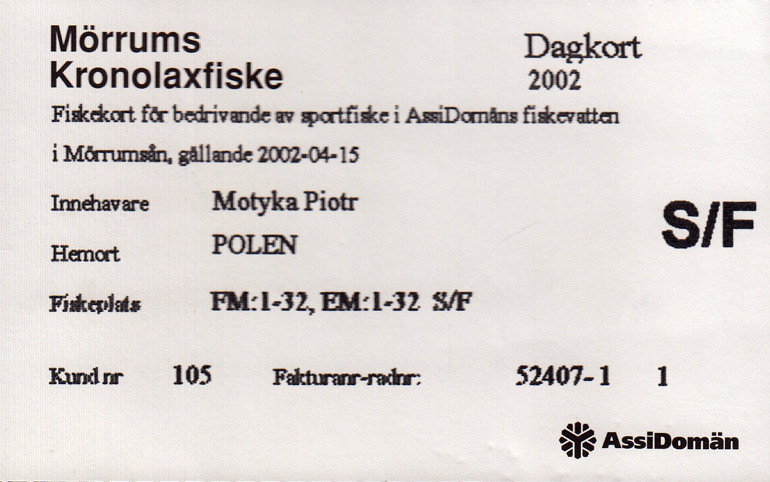 Mörrums
Kronolaxfiske
Dagkort
2002
Fiskekort för bedrivande av sportfiske i AssiDomäns fiskevatten
i Mörrumsån, gällande 2002-04-15
Innehavare Motyka Piotr
S/F
Hemort POLEN
Fiskeplats FM:1-32, EM:1-32 S/F
Kund nr 105 Fakturanr-radnr: 52407-1 1
AssiDomän